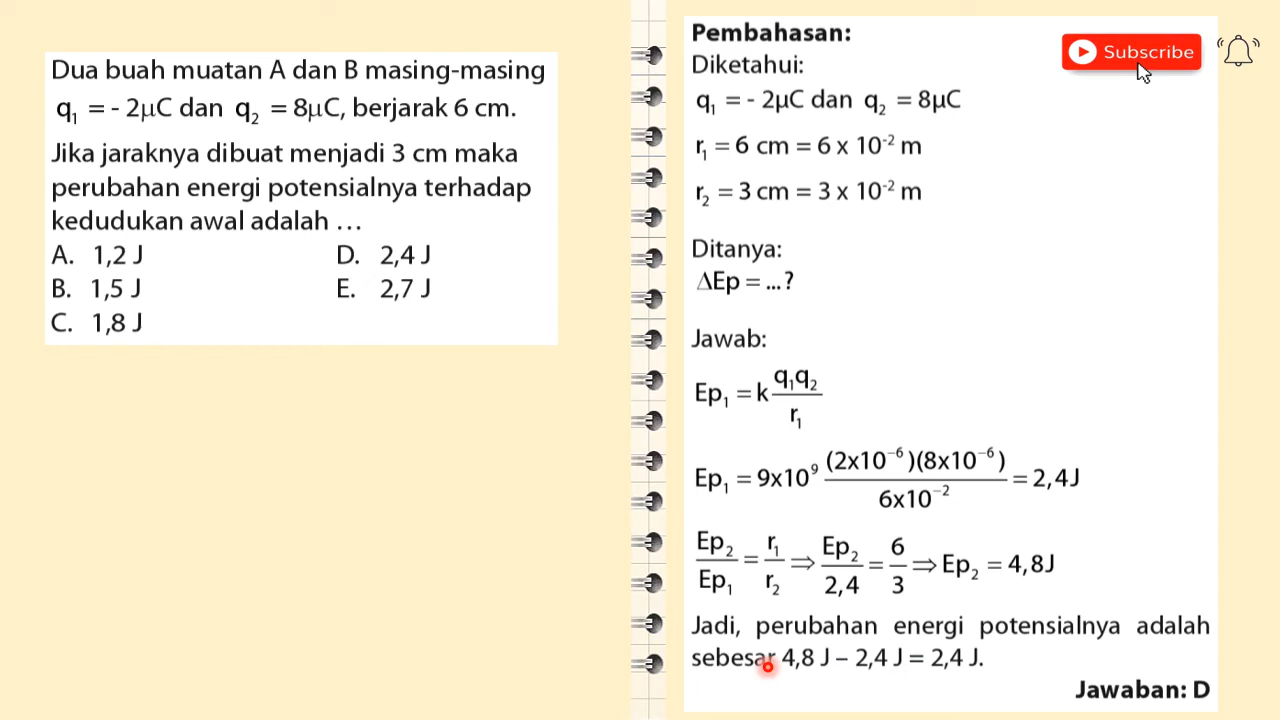 Dua buah muatan A dan B masing-masing
q₁ = - 2μC dan q₂ = 8μC, berjarak 6 cm.
Jika jaraknya dibuat menjadi 3 cm maka
perubahan energi potensialnya terhadap
kedudukan awal adalah …
A. 1,2 J D. 2,4 J
B. 1,5 J E. 2,7 J
C. 1,8 J
Pembahasan:
Subscribe
Diketahui:
q₁ = - 2μC dan q₂ = 8μC
r₁ = 6 cm = 6 x 10⁻² m
r₂ = 3 cm = 3 x 10⁻² m
Ditanya:
ΔEp = ...?
Jawab:
Ep₁ = k q₁q₂ / r₁
Ep₁ = 9x10⁹ (2x10⁻⁶)(8x10⁻⁶) / 6x10⁻² = 2,4J
Ep₂ / Ep₁ = r₁ / r₂ ⇒ Ep₂ / 2,4 = 6 / 3 ⇒ Ep₂ = 4,8J
Jadi, perubahan energi potensialnya adalah
sebesar 4,8 J – 2,4 J = 2,4 J.
Jawaban: D